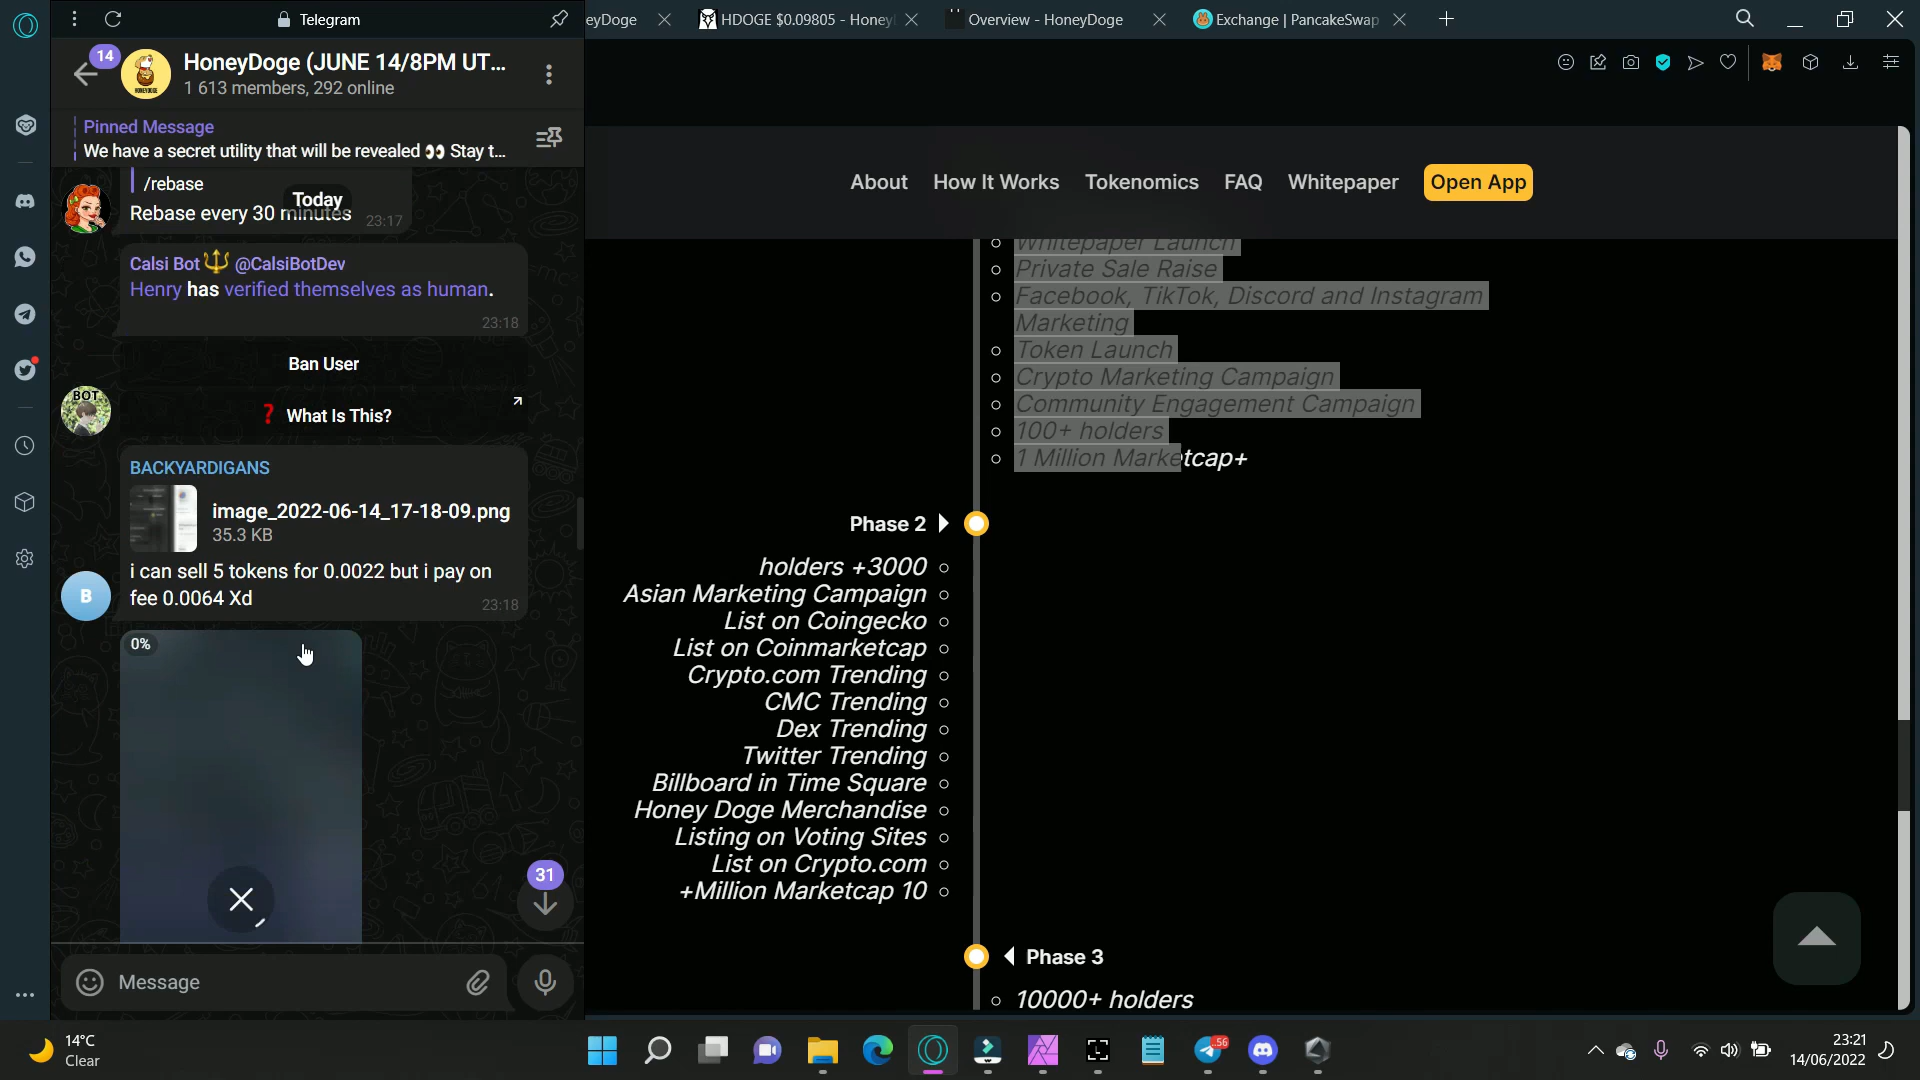 Telegram
eyDoge
HDOGE $0.09805 - Honey
Overview - HoneyDoge
Exchange | PancakeSwap
14
HoneyDoge (JUNE 14/8PM UT...
1 613 members, 292 online
Pinned Message
We have a secret utility that will be revealed 👀 Stay t...
/rebase
Today
Rebase every 30 minutes
23:17
Calsi Bot🔱 @CalsiBotDev
Henry has verified themselves as human.
23:18
Ban User
BOT
❓ What Is This?
BACKYARDIGANS
image_2022-06-14_17-18-09.png
35.3 KB
i can sell 5 tokens for 0.0022 but i pay on
fee 0.0064 Xd
23:18
B
0%
31
Message
About
How It Works
Tokenomics
FAQ
Whitepaper
Open App
Whitepaper Launch
Private Sale Raise
Facebook, TikTok, Discord and Instagram
Marketing
Token Launch
Crypto Marketing Campaign
Community Engagement Campaign
100+ holders
1 Million Marketcap+
Phase 2
holders +3000
Asian Marketing Campaign
List on Coingecko
List on Coinmarketcap
Crypto.com Trending
CMC Trending
Dex Trending
Twitter Trending
Billboard in Time Square
Honey Doge Merchandise
Listing on Voting Sites
List on Crypto.com
+Million Marketcap 10
Phase 3
10000+ holders
14°C
Clear
56
23:21
14/06/2022